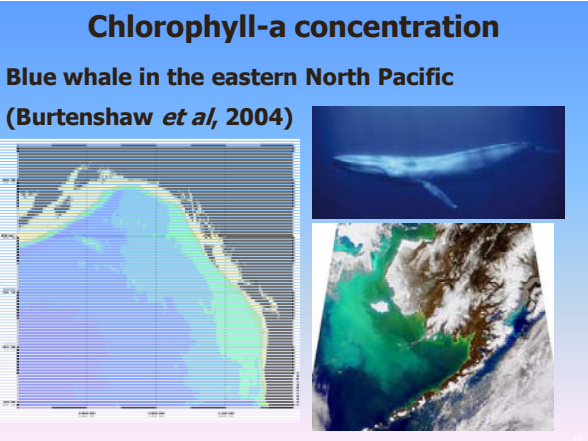 Chlorophyll-a concentration
Blue whale in the eastern North Pacific
(Burtenshaw et al, 2004)